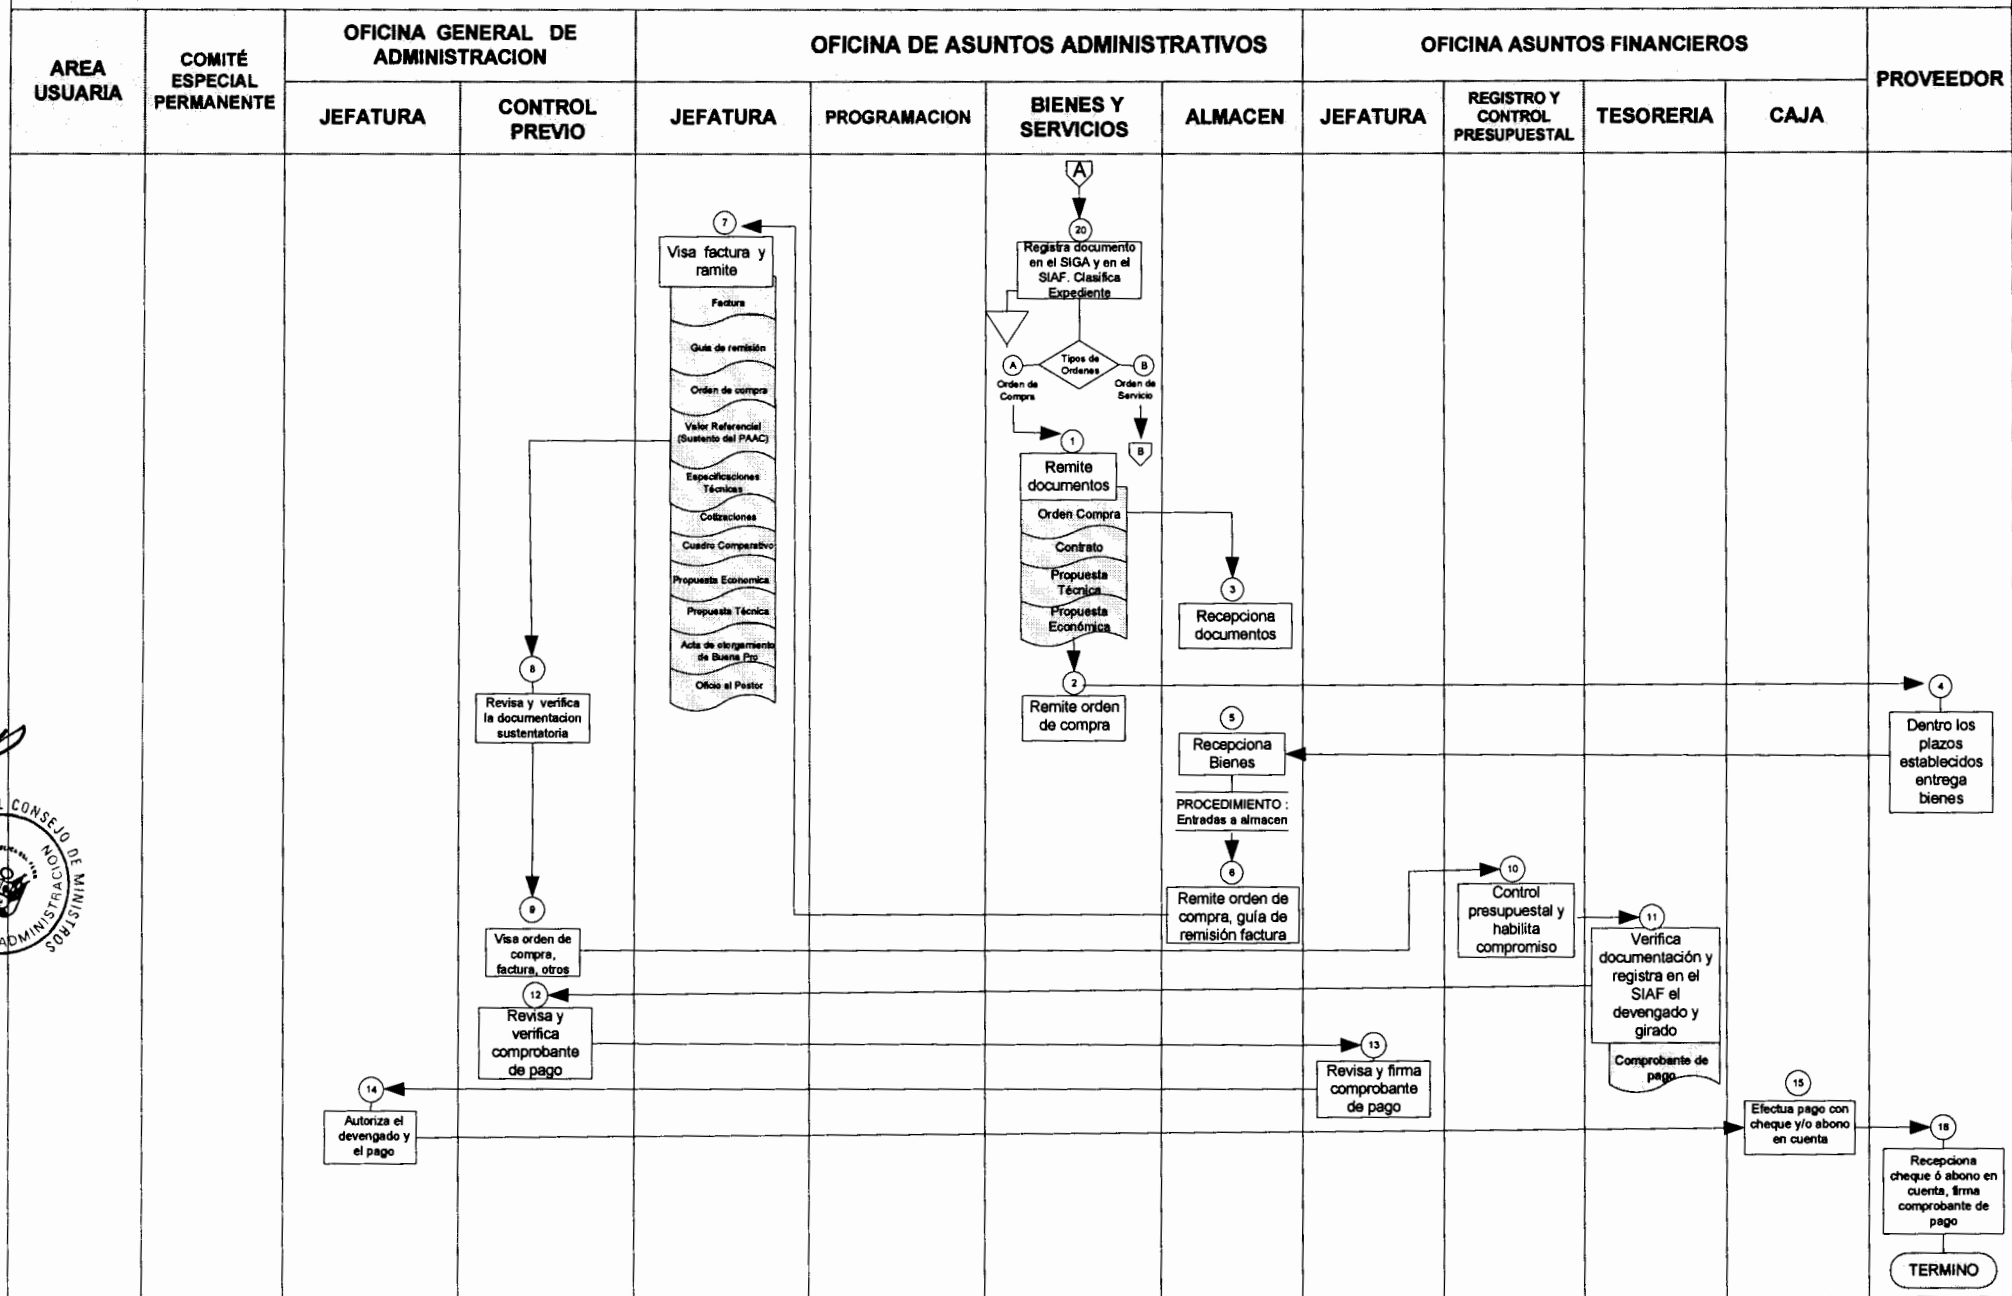 AREA
USUARIA
COMITÉ
ESPECIAL
PERMANENTE
OFICINA GENERAL DE
ADMINISTRACION
OFICINA DE ASUNTOS ADMINISTRATIVOS
OFICINA ASUNTOS FINANCIEROS
PROVEEDOR
JEFATURA
CONTROL
PREVIO
JEFATURA
PROGRAMACION
BIENES Y
SERVICIOS
ALMACEN
JEFATURA
REGISTRO Y
CONTROL
PRESUPUESTAL
TESORERIA
CAJA
A
20
Registra documento
en el SIGA y en el
SIAF. Clasifica
Expediente
Tipos de
Ordenes
A
Orden de
Compra
B
Orden de
Servicio
B
1
Remite
documentos
Orden Compra
Contrato
Propuesta
Técnica
Propuesta
Económica
2
Remite orden
de compra
3
Recepciona
documentos
4
Dentro los
plazos
establecidos
entrega
bienes
5
Recepciona
Bienes
PROCEDIMIENTO :
Entradas a almacen
6
Remite orden de
compra, guía de
remisión factura
7
Visa factura y
ramite
Factura
Guia de remisión
Orden de compra
Valor Referencial
(Sustento del PAAC)
Especificaciones
Técnicas
Cotizaciones
Cuadro Comparativo
Propuesta Economica
Propuesta Técnica
Acta de otorgamiento
de Buena Pro
Oficio al Postor
8
Revisa y verifica
la documentacion
sustentatoria
9
Visa orden de
compra,
factura, otros
10
Control
presupuestal y
habilita
compromiso
11
Verifica
documentación y
registra en el
SIAF el
devengado y
girado
Comprobante de
pago
12
Revisa y
verifica
comprobante
de pago
13
Revisa y firma
comprobante
de pago
14
Autoriza el
devengado y
el pago
15
Efectua pago con
cheque y/o abono
en cuenta
16
Recepciona
cheque ó abono en
cuenta, firma
comprobante de
pago
TERMINO
CONSEJO DE MINISTROS